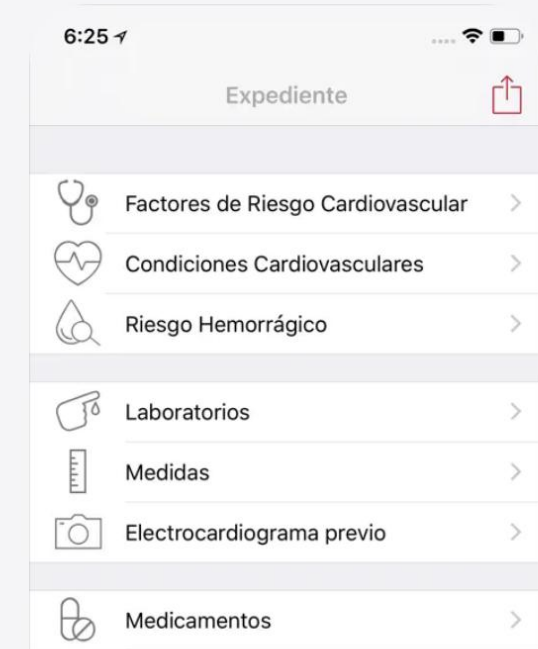 6:25
Expediente
Factores de Riesgo Cardiovascular
Condiciones Cardiovasculares
Riesgo Hemorrágico
Laboratorios
Medidas
Electrocardiograma previo
Medicamentos